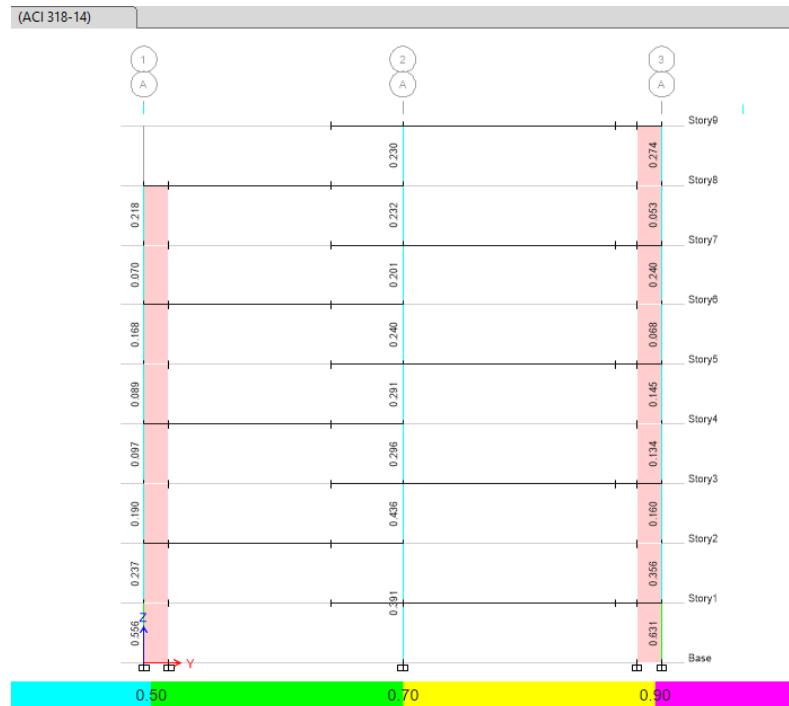 (ACI 318-14)
1 2 3
A A A
Story9
0.230 0.274
Story8
0.218 0.232 0.053
Story7
0.070 0.201 0.240
Story6
0.168 0.240 0.068
Story5
0.089 0.291 0.145
Story4
0.097 0.296 0.134
Story3
0.190 0.436 0.160
Story2
0.237 0.356
0.391 Story1
Z
0.556 0.631
Y Base
0.50 0.70 0.90